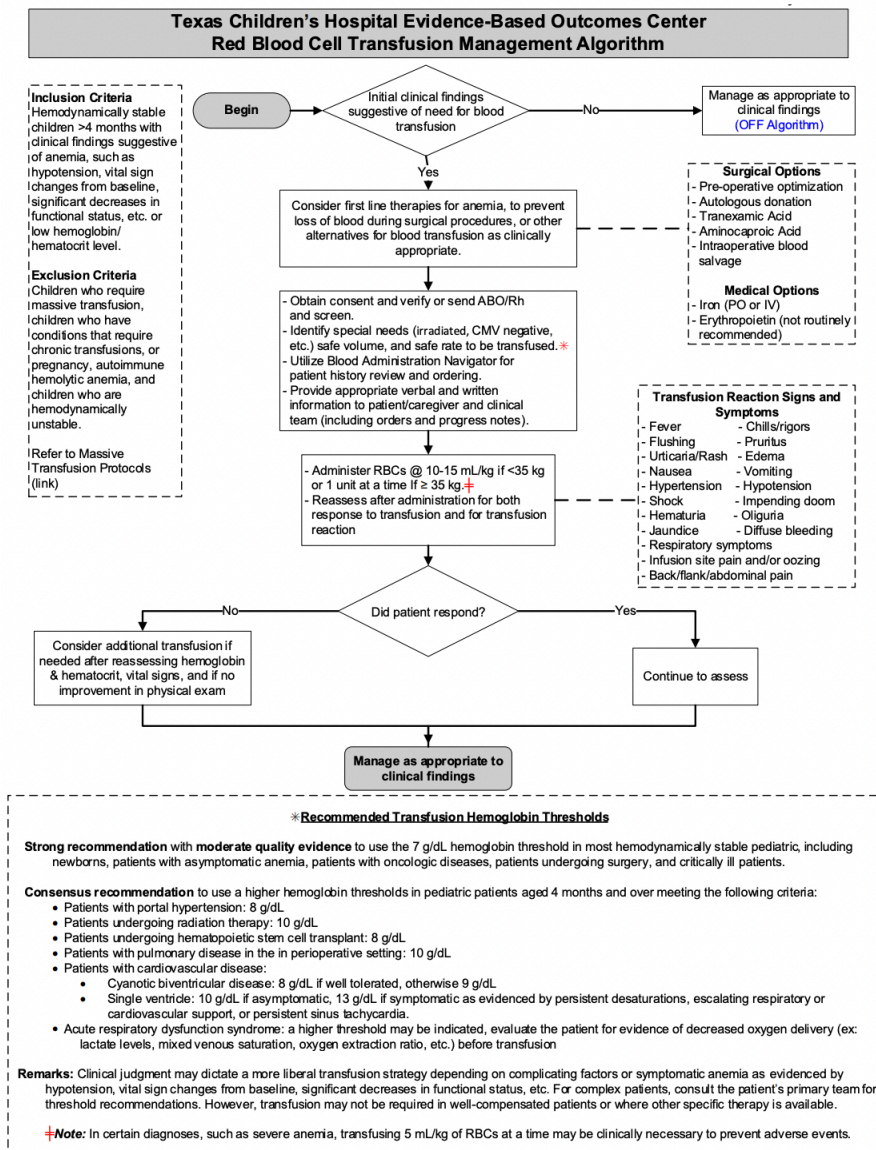 Texas Children's Hospital Evidence-Based Outcomes Center
Red Blood Cell Transfusion Management Algorithm
Inclusion Criteria
Hemodynamically stable
children >4 months with
clinical findings suggestive
of anemia, such as
hypotension, vital sign
changes from baseline,
significant decreases in
functional status, etc. or
low hemoglobin/
hematocrit level.
Exclusion Criteria
Children who require
massive transfusion,
children who have
conditions that require
chronic transfusions, or
pregnancy, autoimmune
hemolytic anemia, and
children who are
hemodynamically
unstable.
Refer to Massive
Transfusion Protocols
(link)
Begin
Initial clinical findings
suggestive of need for blood
transfusion
No
Manage as appropriate to
clinical findings
(OFF Algorithm)
Yes
Consider first line therapies for anemia, to prevent
loss of blood during surgical procedures, or other
alternatives for blood transfusion as clinically
appropriate.
Surgical Options
- Pre-operative optimization
- Autologous donation
- Tranexamic Acid
- Aminocaproic Acid
- Intraoperative blood
salvage
Medical Options
- Iron (PO or IV)
- Erythropoietin (not routinely
recommended)
- Obtain consent and verify or send ABO/Rh
and screen.
- Identify special needs (irradiated, CMV negative,
etc.) safe volume, and safe rate to be transfused.✳
- Utilize Blood Administration Navigator for
patient history review and ordering.
- Provide appropriate verbal and written
information to patient/caregiver and clinical
team (including orders and progress notes).
Transfusion Reaction Signs and
Symptoms
- Fever - Chills/rigors
- Flushing - Pruritus
- Urticaria/Rash - Edema
- Nausea - Vomiting
- Hypertension - Hypotension
- Shock - Impending doom
- Hematuria - Oliguria
- Jaundice - Diffuse bleeding
- Respiratory symptoms
- Infusion site pain and/or oozing
- Back/flank/abdominal pain
- Administer RBCs @ 10-15 mL/kg if <35 kg
or 1 unit at a time If ≥ 35 kg.ǂ
- Reassess after administration for both
response to transfusion and for transfusion
reaction
Did patient respond?
No
Yes
Consider additional transfusion if
needed after reassessing hemoglobin
& hematocrit, vital signs, and if no
improvement in physical exam
Continue to assess
Manage as appropriate to
clinical findings
✳Recommended Transfusion Hemoglobin Thresholds
Strong recommendation with moderate quality evidence to use the 7 g/dL hemoglobin threshold in most hemodynamically stable pediatric, including
newborns, patients with asymptomatic anemia, patients with oncologic diseases, patients undergoing surgery, and critically ill patients.
Consensus recommendation to use a higher hemoglobin thresholds in pediatric patients aged 4 months and over meeting the following criteria:
• Patients with portal hypertension: 8 g/dL
• Patients undergoing radiation therapy: 10 g/dL
• Patients undergoing hematopoietic stem cell transplant: 8 g/dL
• Patients with pulmonary disease in the in perioperative setting: 10 g/dL
• Patients with cardiovascular disease:
• Cyanotic biventricular disease: 8 g/dL if well tolerated, otherwise 9 g/dL
• Single ventricle: 10 g/dL if asymptomatic, 13 g/dL if symptomatic as evidenced by persistent desaturations, escalating respiratory or
cardiovascular support, or persistent sinus tachycardia.
• Acute respiratory dysfunction syndrome: a higher threshold may be indicated, evaluate the patient for evidence of decreased oxygen delivery (ex:
lactate levels, mixed venous saturation, oxygen extraction ratio, etc.) before transfusion
Remarks: Clinical judgment may dictate a more liberal transfusion strategy depending on complicating factors or symptomatic anemia as evidenced by
hypotension, vital sign changes from baseline, significant decreases in functional status, etc. For complex patients, consult the patient's primary team for
threshold recommendations. However, transfusion may not be required in well-compensated patients or where other specific therapy is available.
ǂNote: In certain diagnoses, such as severe anemia, transfusing 5 mL/kg of RBCs at a time may be clinically necessary to prevent adverse events.